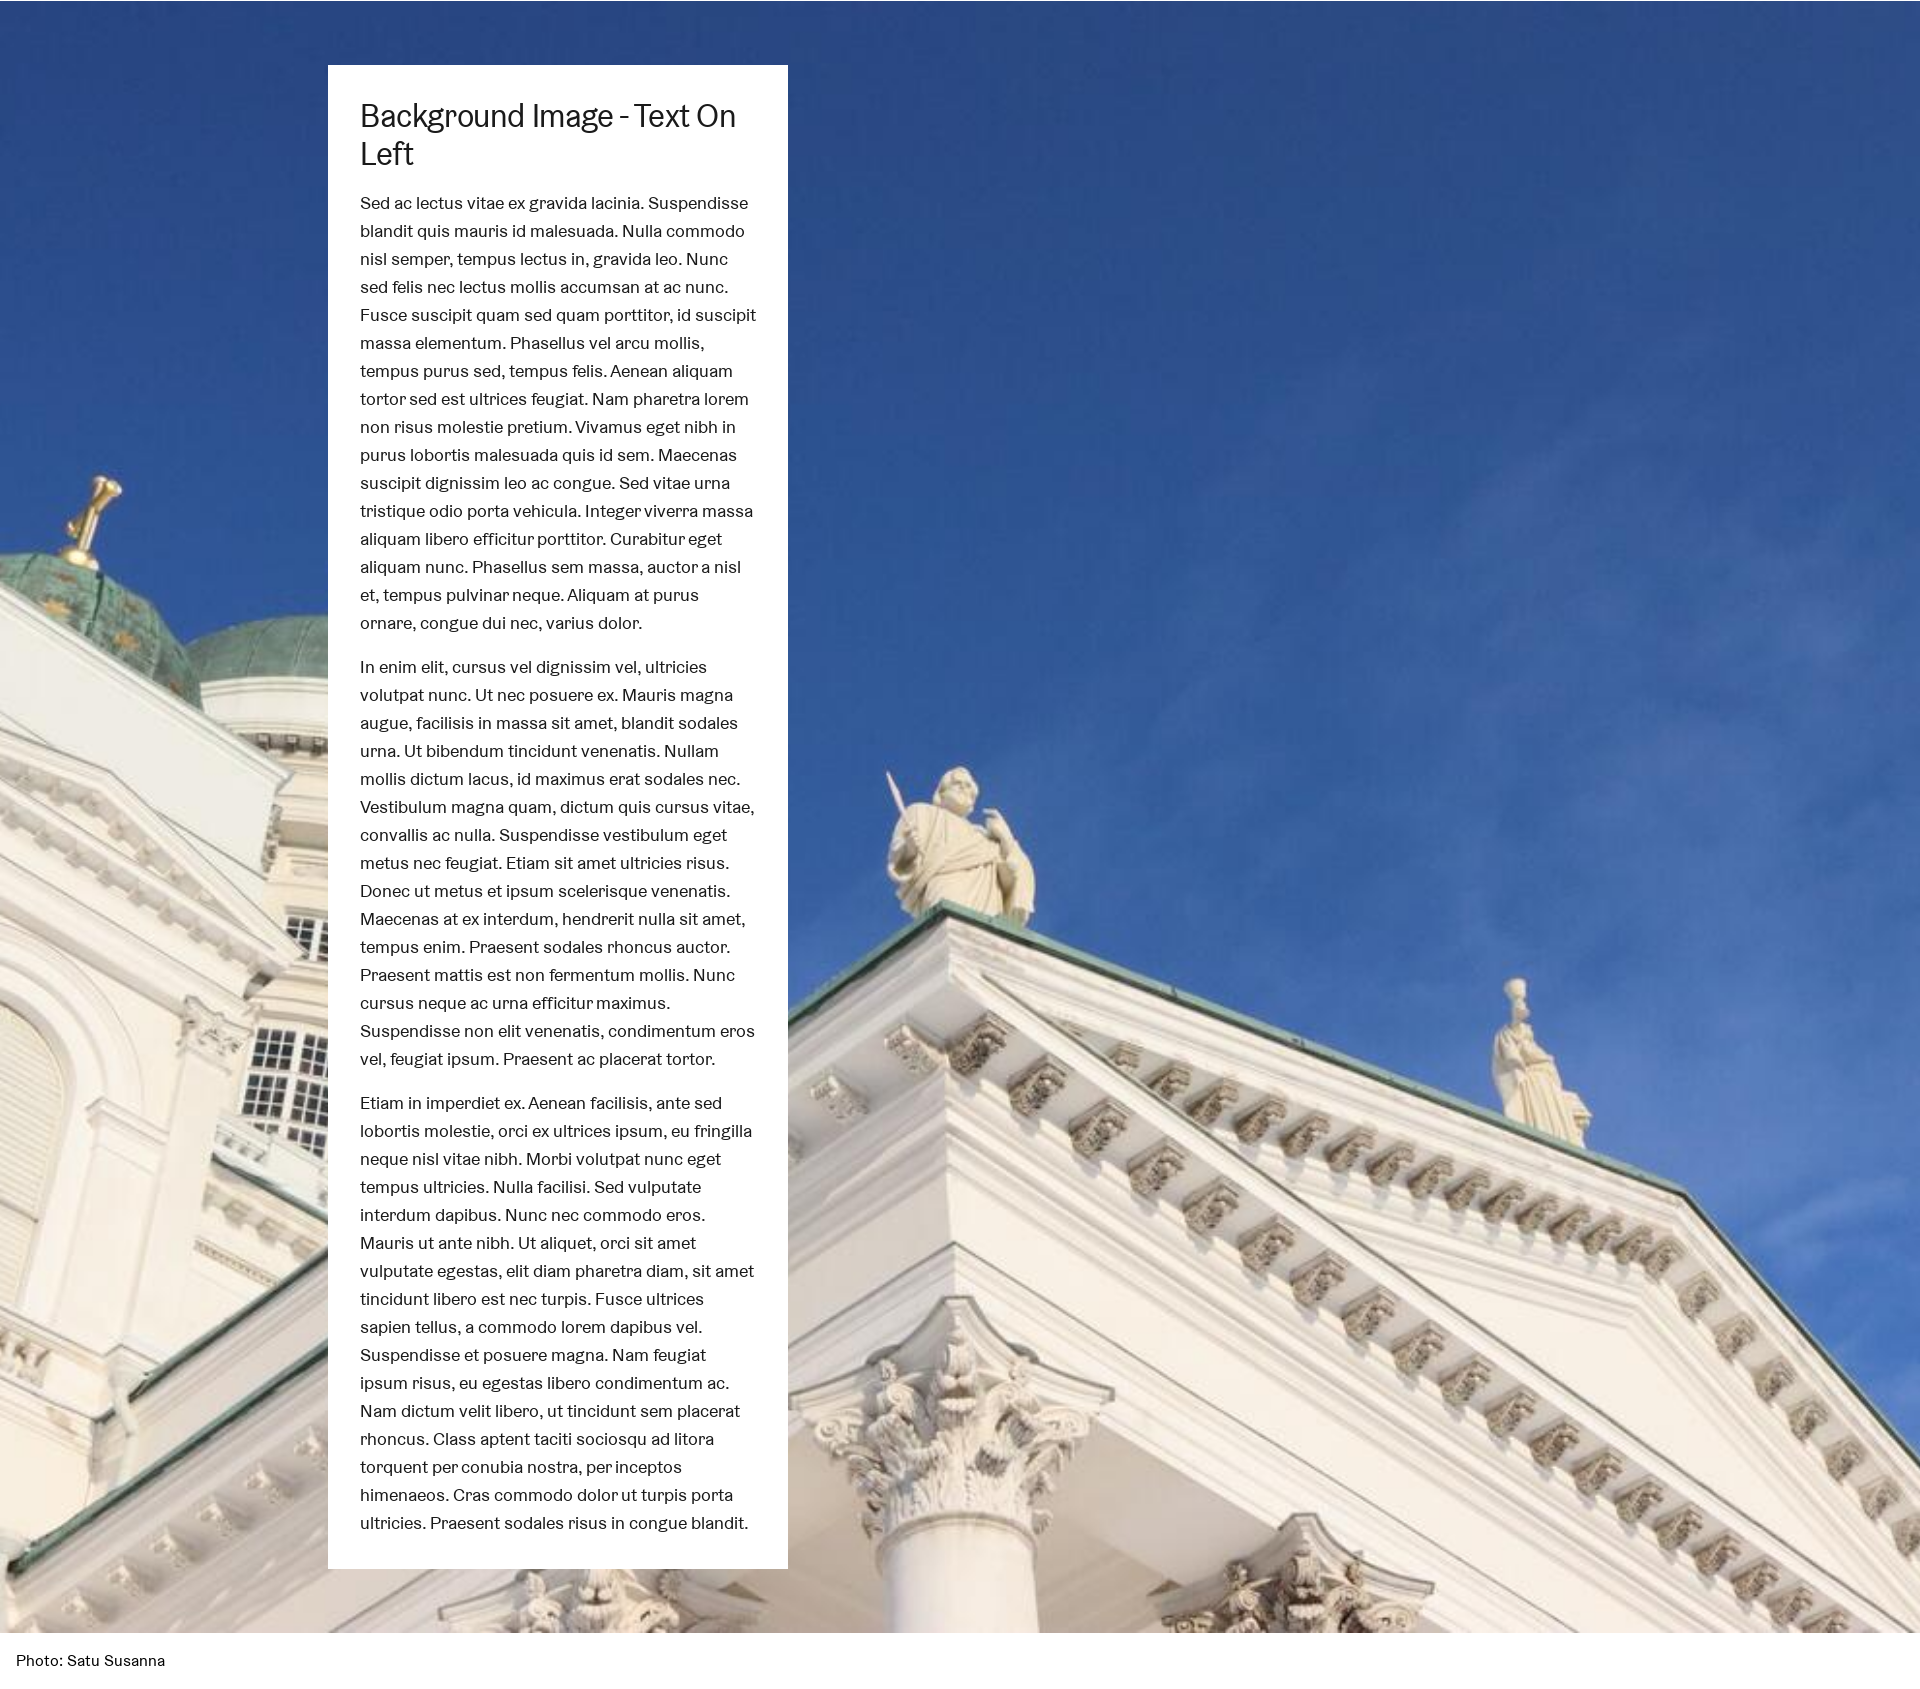 Background Image - Text On
Left
Sed ac lectus vitae ex gravida lacinia. Suspendisse
blandit quis mauris id malesuada. Nulla commodo
nisl semper, tempus lectus in, gravida leo. Nunc
sed felis nec lectus mollis accumsan at ac nunc.
Fusce suscipit quam sed quam porttitor, id suscipit
massa elementum. Phasellus vel arcu mollis,
tempus purus sed, tempus felis. Aenean aliquam
tortor sed est ultrices feugiat. Nam pharetra lorem
non risus molestie pretium. Vivamus eget nibh in
purus lobortis malesuada quis id sem. Maecenas
suscipit dignissim leo ac congue. Sed vitae urna
tristique odio porta vehicula. Integer viverra massa
aliquam libero efficitur porttitor. Curabitur eget
aliquam nunc. Phasellus sem massa, auctor a nisl
et, tempus pulvinar neque. Aliquam at purus
ornare, congue dui nec, varius dolor.
In enim elit, cursus vel dignissim vel, ultricies
volutpat nunc. Ut nec posuere ex. Mauris magna
augue, facilisis in massa sit amet, blandit sodales
urna. Ut bibendum tincidunt venenatis. Nullam
mollis dictum lacus, id maximus erat sodales nec.
Vestibulum magna quam, dictum quis cursus vitae,
convallis ac nulla. Suspendisse vestibulum eget
metus nec feugiat. Etiam sit amet ultricies risus.
Donec ut metus et ipsum scelerisque venenatis.
Maecenas at ex interdum, hendrerit nulla sit amet,
tempus enim. Praesent sodales rhoncus auctor.
Praesent mattis est non fermentum mollis. Nunc
cursus neque ac urna efficitur maximus.
Suspendisse non elit venenatis, condimentum eros
vel, feugiat ipsum. Praesent ac placerat tortor.
Etiam in imperdiet ex. Aenean facilisis, ante sed
lobortis molestie, orci ex ultrices ipsum, eu fringilla
neque nisl vitae nibh. Morbi volutpat nunc eget
tempus ultricies. Nulla facilisi. Sed vulputate
interdum dapibus. Nunc nec commodo eros.
Mauris ut ante nibh. Ut aliquet, orci sit amet
vulputate egestas, elit diam pharetra diam, sit amet
tincidunt libero est nec turpis. Fusce ultrices
sapien tellus, a commodo lorem dapibus vel.
Suspendisse et posuere magna. Nam feugiat
ipsum risus, eu egestas libero condimentum ac.
Nam dictum velit libero, ut tincidunt sem placerat
rhoncus. Class aptent taciti sociosqu ad litora
torquent per conubia nostra, per inceptos
himenaeos. Cras commodo dolor ut turpis porta
ultricies. Praesent sodales risus in congue blandit.
Photo: Satu Susanna